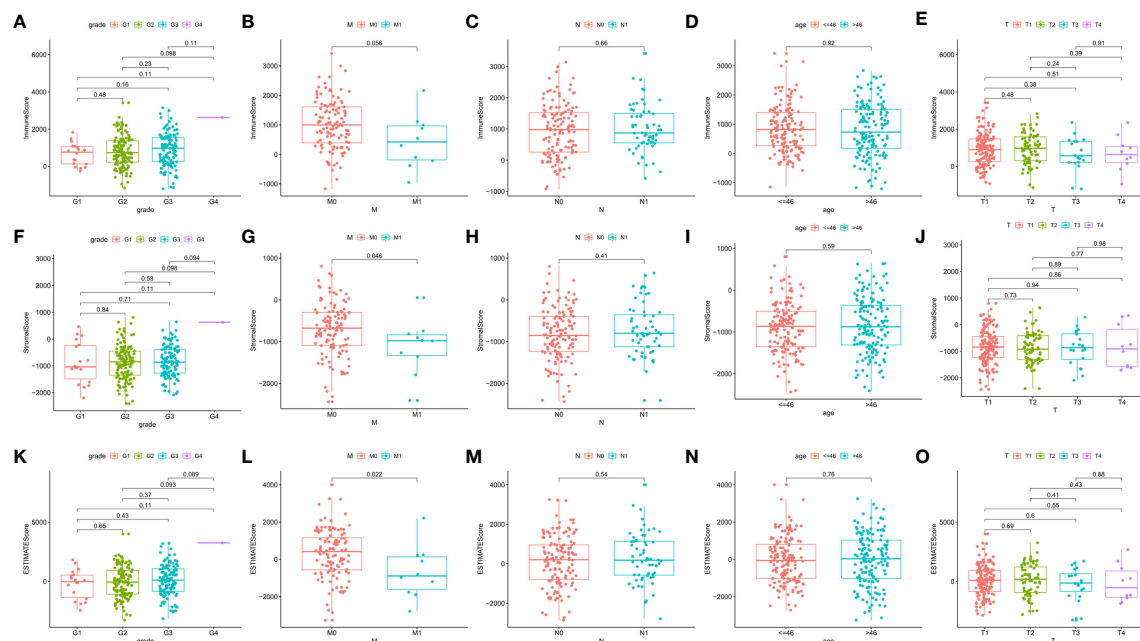 A
grade G1 G2 G3 G4
0.11
0.098
0.23
0.11
0.16
0.48
6000
4000
2000
0
ImmuneScore
G1 G2 G3 G4
grade
B
M M0 M1
0.056
3000
2000
1000
0
−1000
ImmuneScore
M0 M1
M
C
N N0 N1
0.66
3000
2000
1000
0
−1000
ImmuneScore
N0 N1
N
D
age <=46 >46
0.92
4000
3000
2000
1000
0
−1000
ImmuneScore
<=46 >46
age
E
T T1 T2 T3 T4
0.91
0.39
0.24
0.51
0.38
0.48
6000
4000
2000
0
ImmuneScore
T1 T2 T3 T4
T
F
grade G1 G2 G3 G4
0.094
0.098
0.58
0.11
0.71
0.84
3000
2000
1000
0
−1000
−2000
StromalScore
G1 G2 G3 G4
grade
G
M M0 M1
0.046
1000
0
−1000
−2000
StromalScore
M0 M1
M
H
N N0 N1
0.41
1000
0
−1000
−2000
StromalScore
N0 N1
N
I
age <=46 >46
0.59
1000
0
−1000
−2000
StromalScore
<=46 >46
age
J
T T1 T2 T3 T4
0.98
0.77
0.89
0.86
0.94
0.73
3000
2000
1000
0
−1000
−2000
StromalScore
T1 T2 T3 T4
T
K
grade G1 G2 G3 G4
0.089
0.093
0.37
0.11
0.43
0.65
5000
0
ESTIMATEScore
G1 G2 G3 G4
grade
L
M M0 M1
0.022
4000
2000
0
−2000
ESTIMATEScore
M0 M1
M
M
N N0 N1
0.54
4000
2000
0
−2000
ESTIMATEScore
N0 N1
N
N
age <=46 >46
0.76
4000
2000
0
−2000
ESTIMATEScore
<=46 >46
age
O
T T1 T2 T3 T4
0.88
0.43
0.41
0.55
0.6
0.69
5000
0
ESTIMATEScore
T1 T2 T3 T4
T